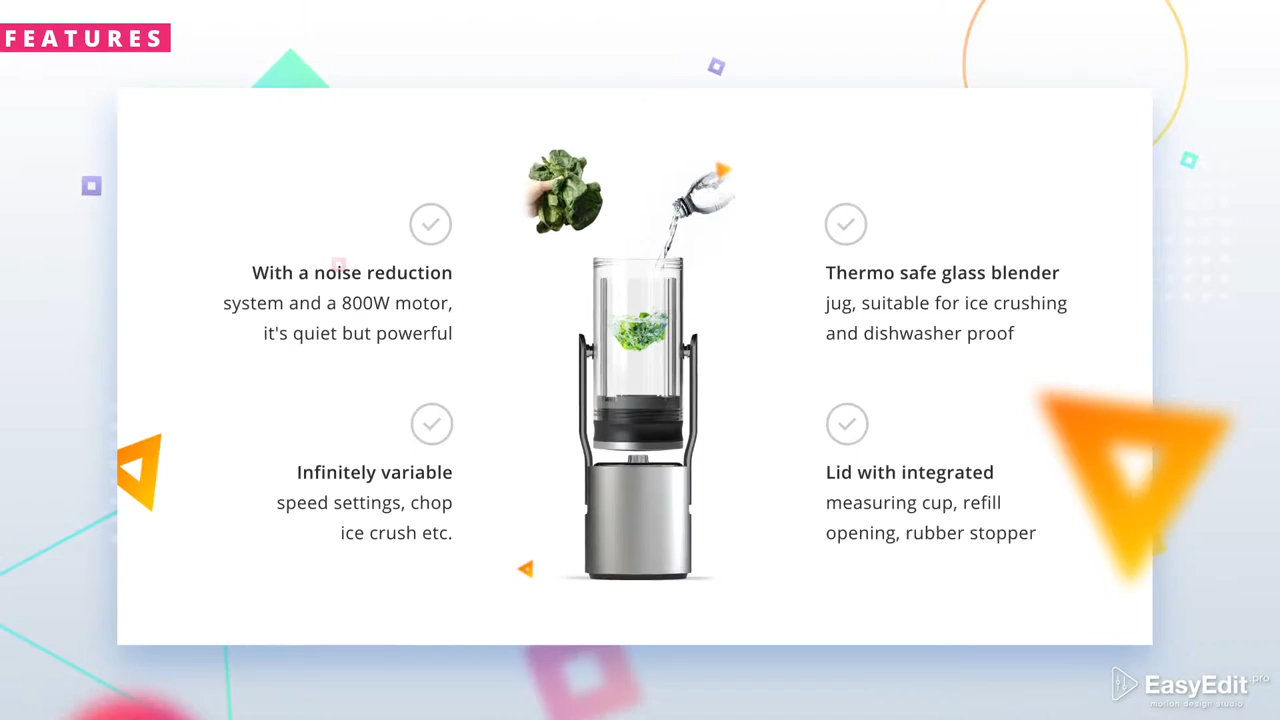 FEATURES
With a noise reduction
system and a 800W motor,
it's quiet but powerful
Thermo safe glass blender
jug, suitable for ice crushing
and dishwasher proof
Infinitely variable
speed settings, chop
ice crush etc.
Lid with integrated
measuring cup, refill
opening, rubber stopper
EasyEdit.pro
motion design studio